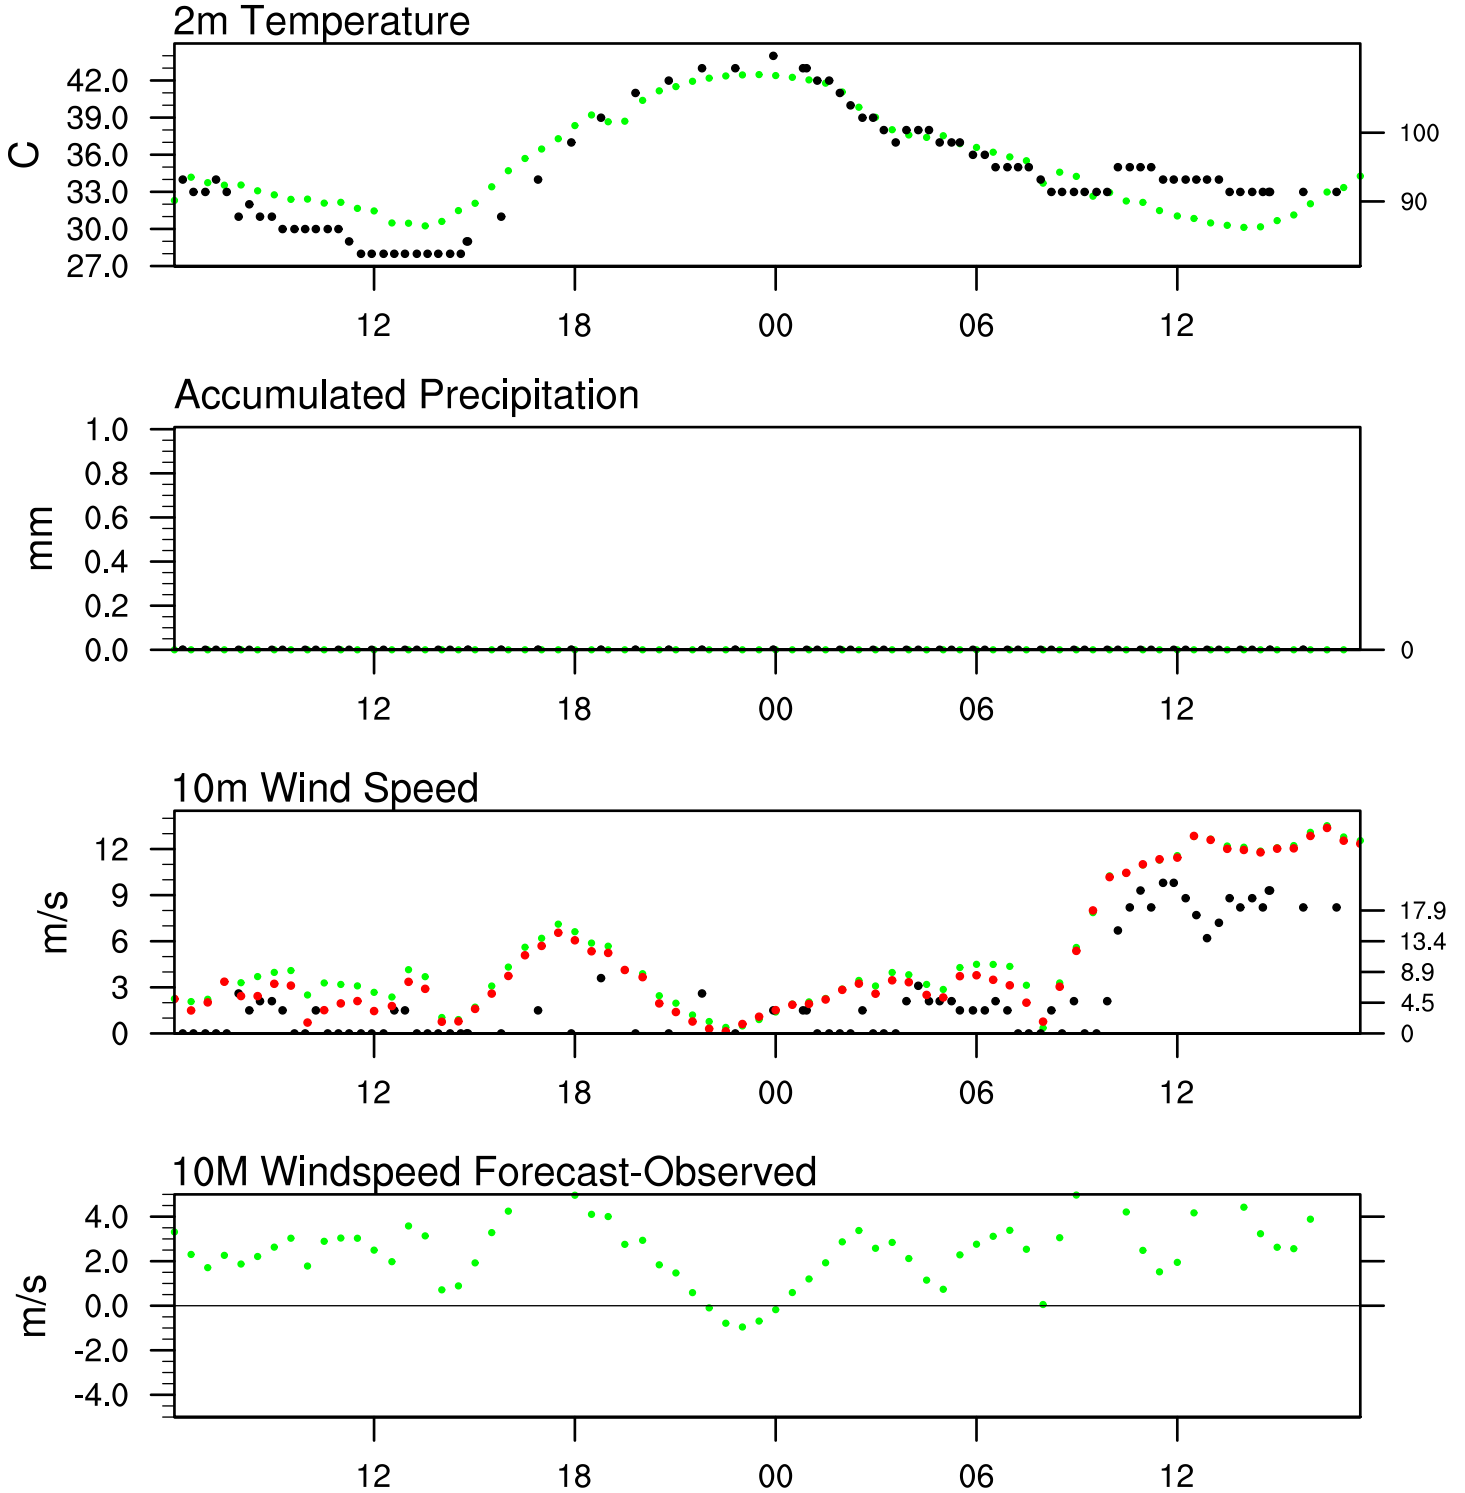 2m Temperature
C
42.0
39.0
36.0
33.0
30.0
27.0
100
90
12 18 00 06 12
Accumulated Precipitation
mm
1.0
0.8
0.6
0.4
0.2
0.0
0
12 18 00 06 12
10m Wind Speed
m/s
12
9
6
3
0
17.9
13.4
8.9
4.5
0
12 18 00 06 12
10M Windspeed Forecast-Observed
m/s
4.0
2.0
0.0
-2.0
-4.0
12 18 00 06 12